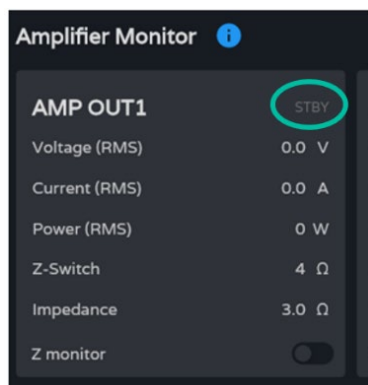 Amplifier Monitor i
AMP OUT1 STBY
Voltage (RMS) 0.0 V
Current (RMS) 0.0 A
Power (RMS) 0 W
Z-Switch 4 Ω
Impedance 3.0 Ω
Z monitor